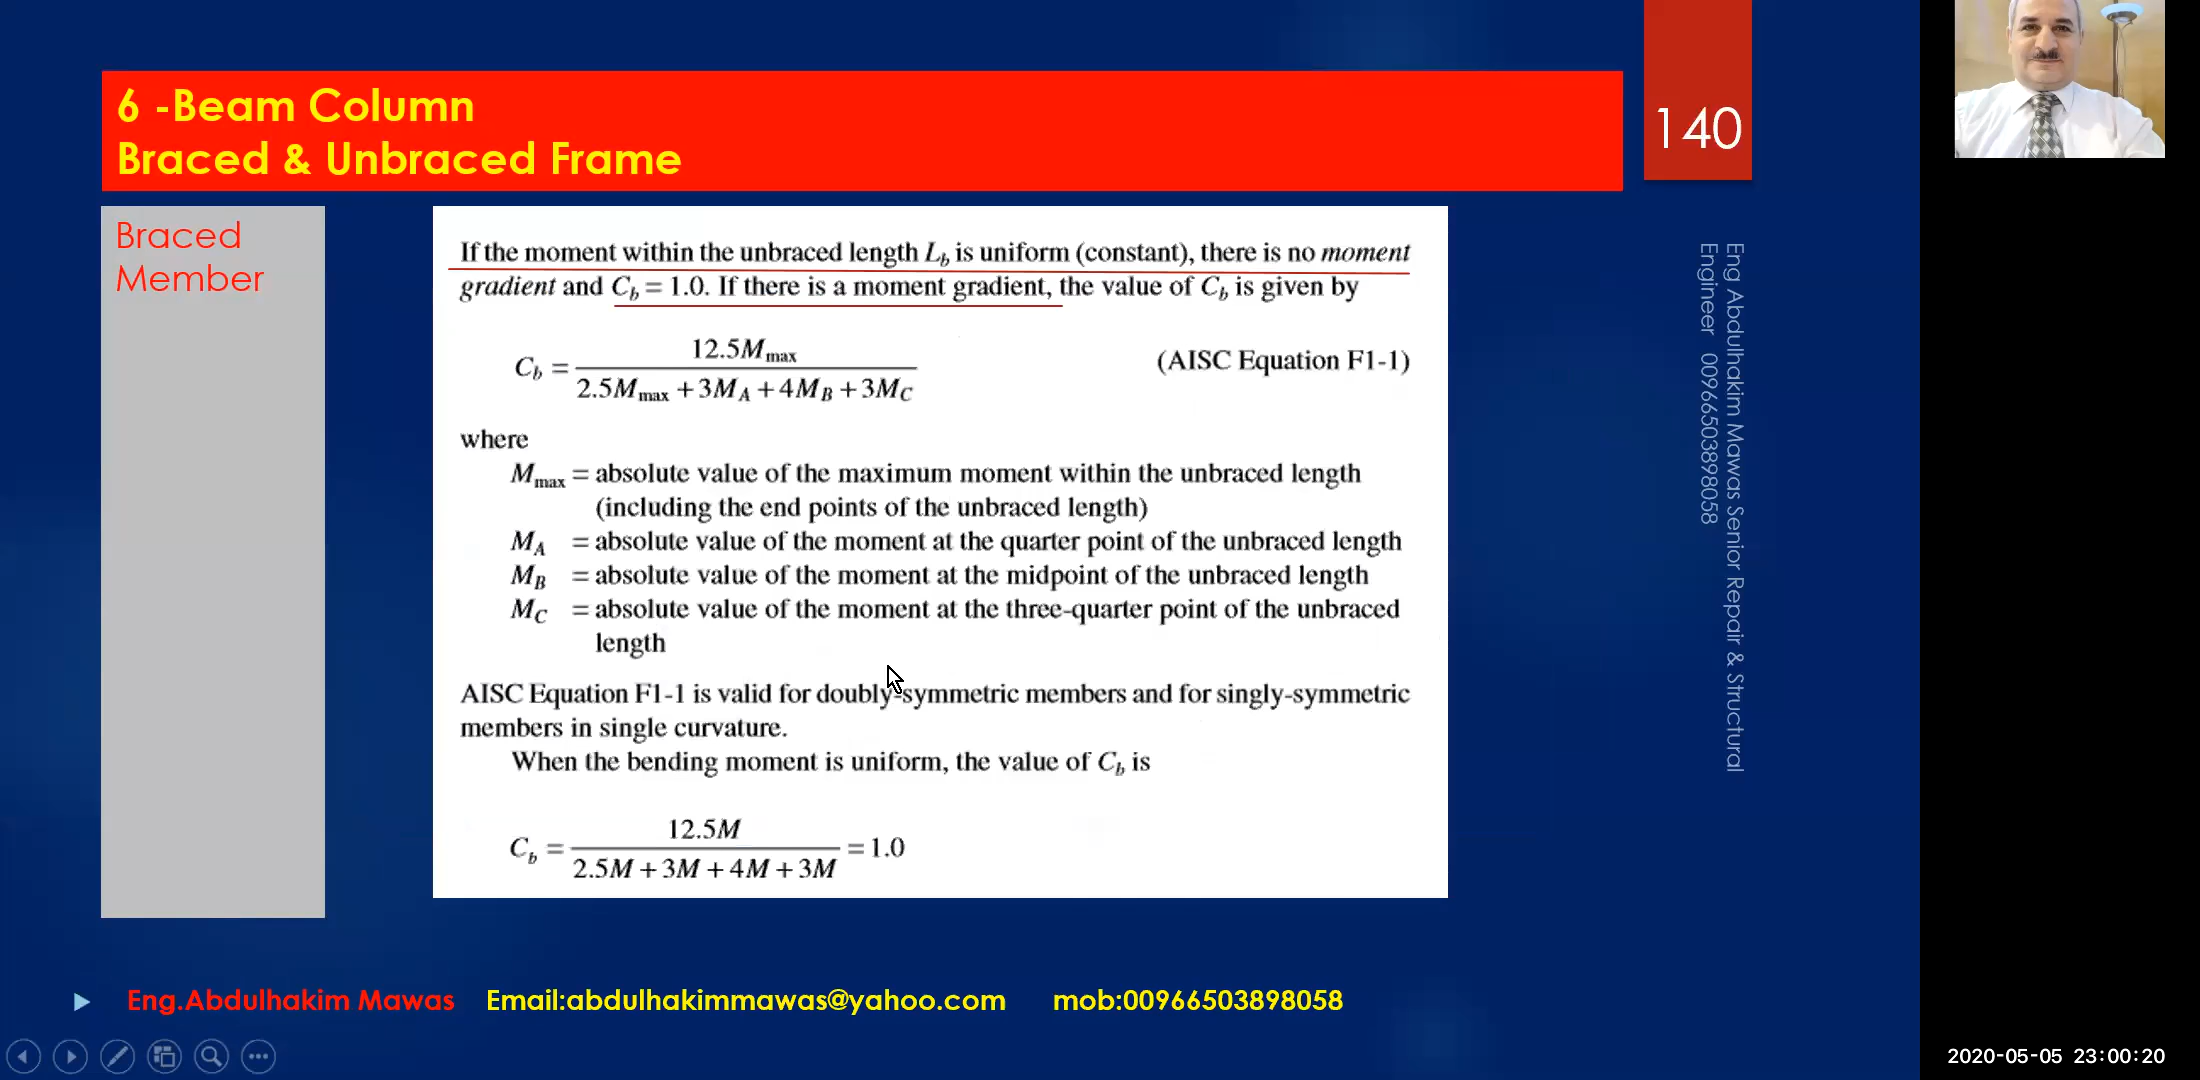 6 -Beam Column
Braced & Unbraced Frame
140
Braced
Member
If the moment within the unbraced length L_b is uniform (constant), there is no moment
gradient and C_b = 1.0. If there is a moment gradient, the value of C_b is given by
C_b = 12.5M_max / (2.5M_max + 3M_A + 4M_B + 3M_C) (AISC Equation F1-1)
where
M_max = absolute value of the maximum moment within the unbraced length
(including the end points of the unbraced length)
M_A = absolute value of the moment at the quarter point of the unbraced length
M_B = absolute value of the moment at the midpoint of the unbraced length
M_C = absolute value of the moment at the three-quarter point of the unbraced
length
AISC Equation F1-1 is valid for doubly-symmetric members and for singly-symmetric
members in single curvature.
When the bending moment is uniform, the value of C_b is
C_b = 12.5M / (2.5M + 3M + 4M + 3M) = 1.0
Eng Abdulhakim Mawas Senior Repair & Structural
Engineer 00966503898058
Eng.Abdulhakim Mawas Email:abdulhakimmawas@yahoo.com mob:00966503898058
2020-05-05 23:00:20